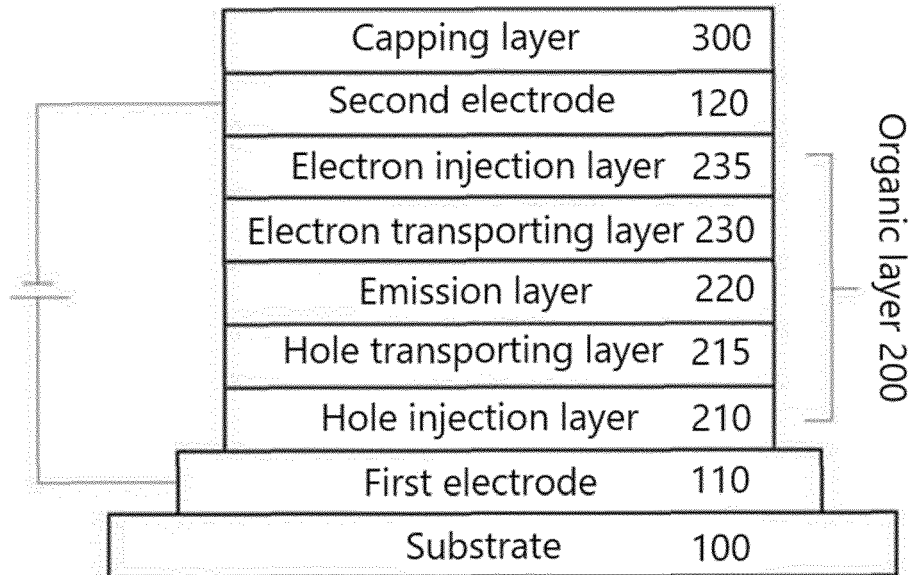 Capping layer 300
Second electrode 120
Electron injection layer 235
Electron transporting layer 230
Emission layer 220
Hole transporting layer 215
Hole injection layer 210
First electrode 110
Substrate 100
Organic layer 200